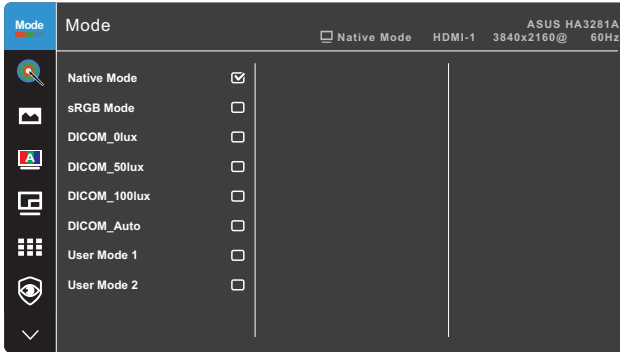 Mode
Mode
ASUS HA3281A
Native Mode HDMI-1 3840x2160@ 60Hz
Native Mode
sRGB Mode
DICOM_0lux
A
DICOM_50lux
DICOM_100lux
DICOM_Auto
User Mode 1
User Mode 2